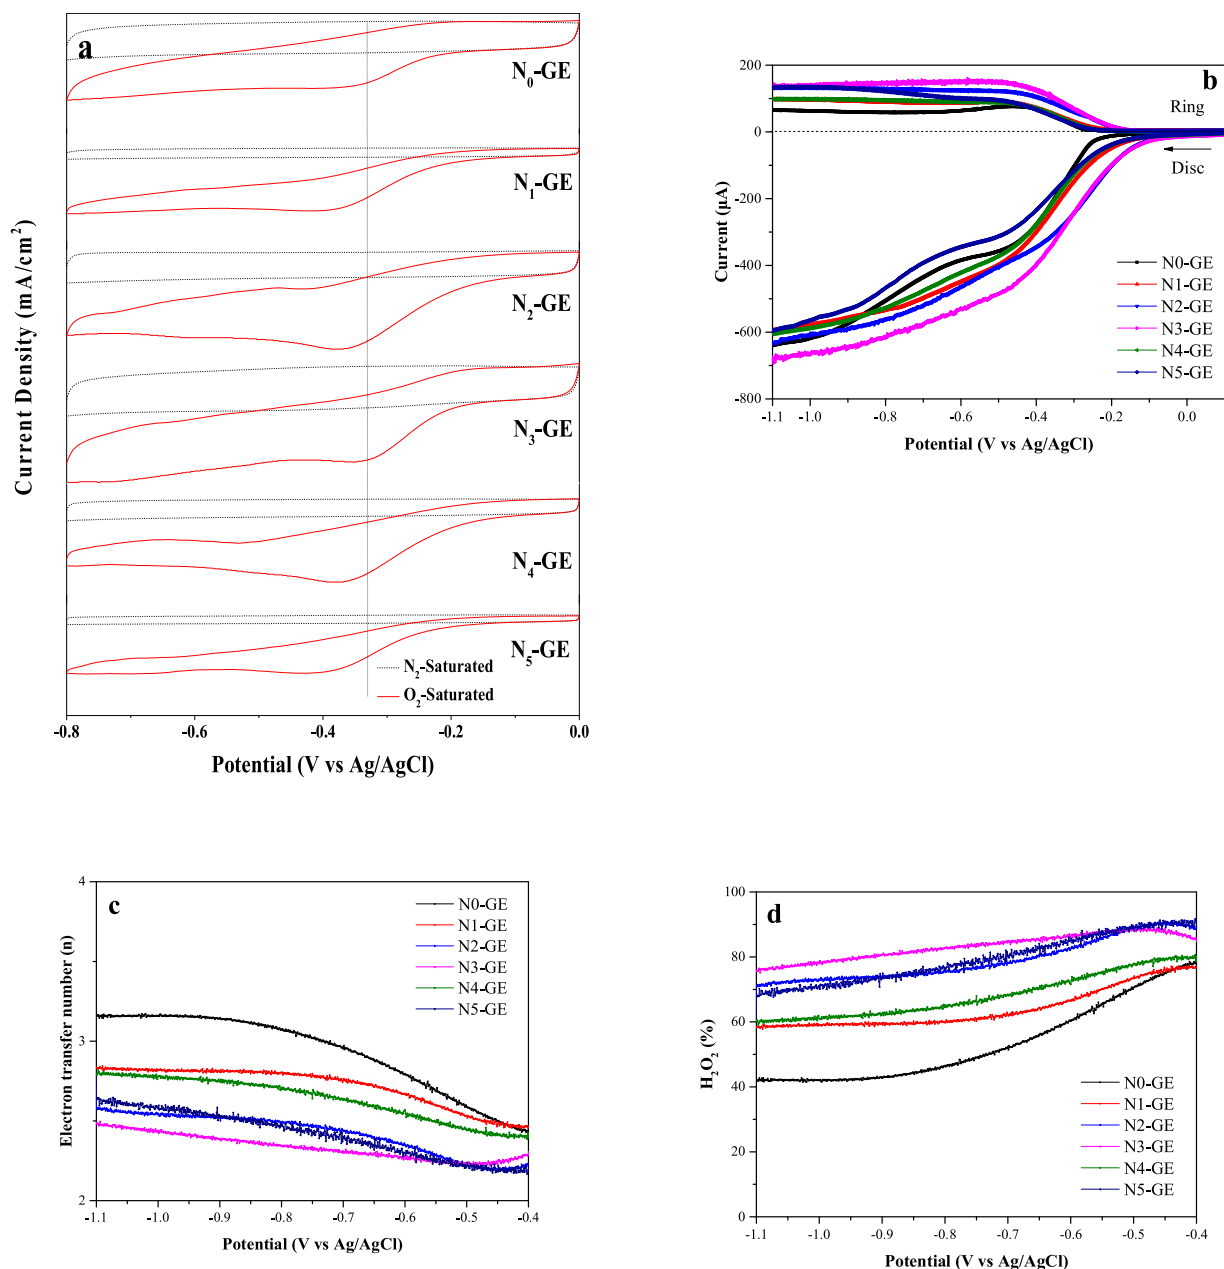 a
N0-GE
N1-GE
N2-GE
N3-GE
N4-GE
N5-GE
N2-Saturated
O2-Saturated
Current Density (mA/cm²)
-0.8 -0.6 -0.4 -0.2 0.0
Potential (V vs Ag/AgCl)
b
200
0
-200
-400
-600
-800
Current (µA)
Ring
Disc
N0-GE
N1-GE
N2-GE
N3-GE
N4-GE
N5-GE
-1.1 -1.0 -0.8 -0.6 -0.4 -0.2 0.0
Potential (V vs Ag/AgCl)
c
4
3
2
Electron transfer number (n)
N0-GE
N1-GE
N2-GE
N3-GE
N4-GE
N5-GE
-1.1 -1.0 -0.9 -0.8 -0.7 -0.6 -0.5 -0.4
Potential (V vs Ag/AgCl)
d
100
80
60
40
20
0
H2O2 (%)
N0-GE
N1-GE
N2-GE
N3-GE
N4-GE
N5-GE
-1.1 -1.0 -0.9 -0.8 -0.7 -0.6 -0.5 -0.4
Potential (V vs Ag/AgCl)